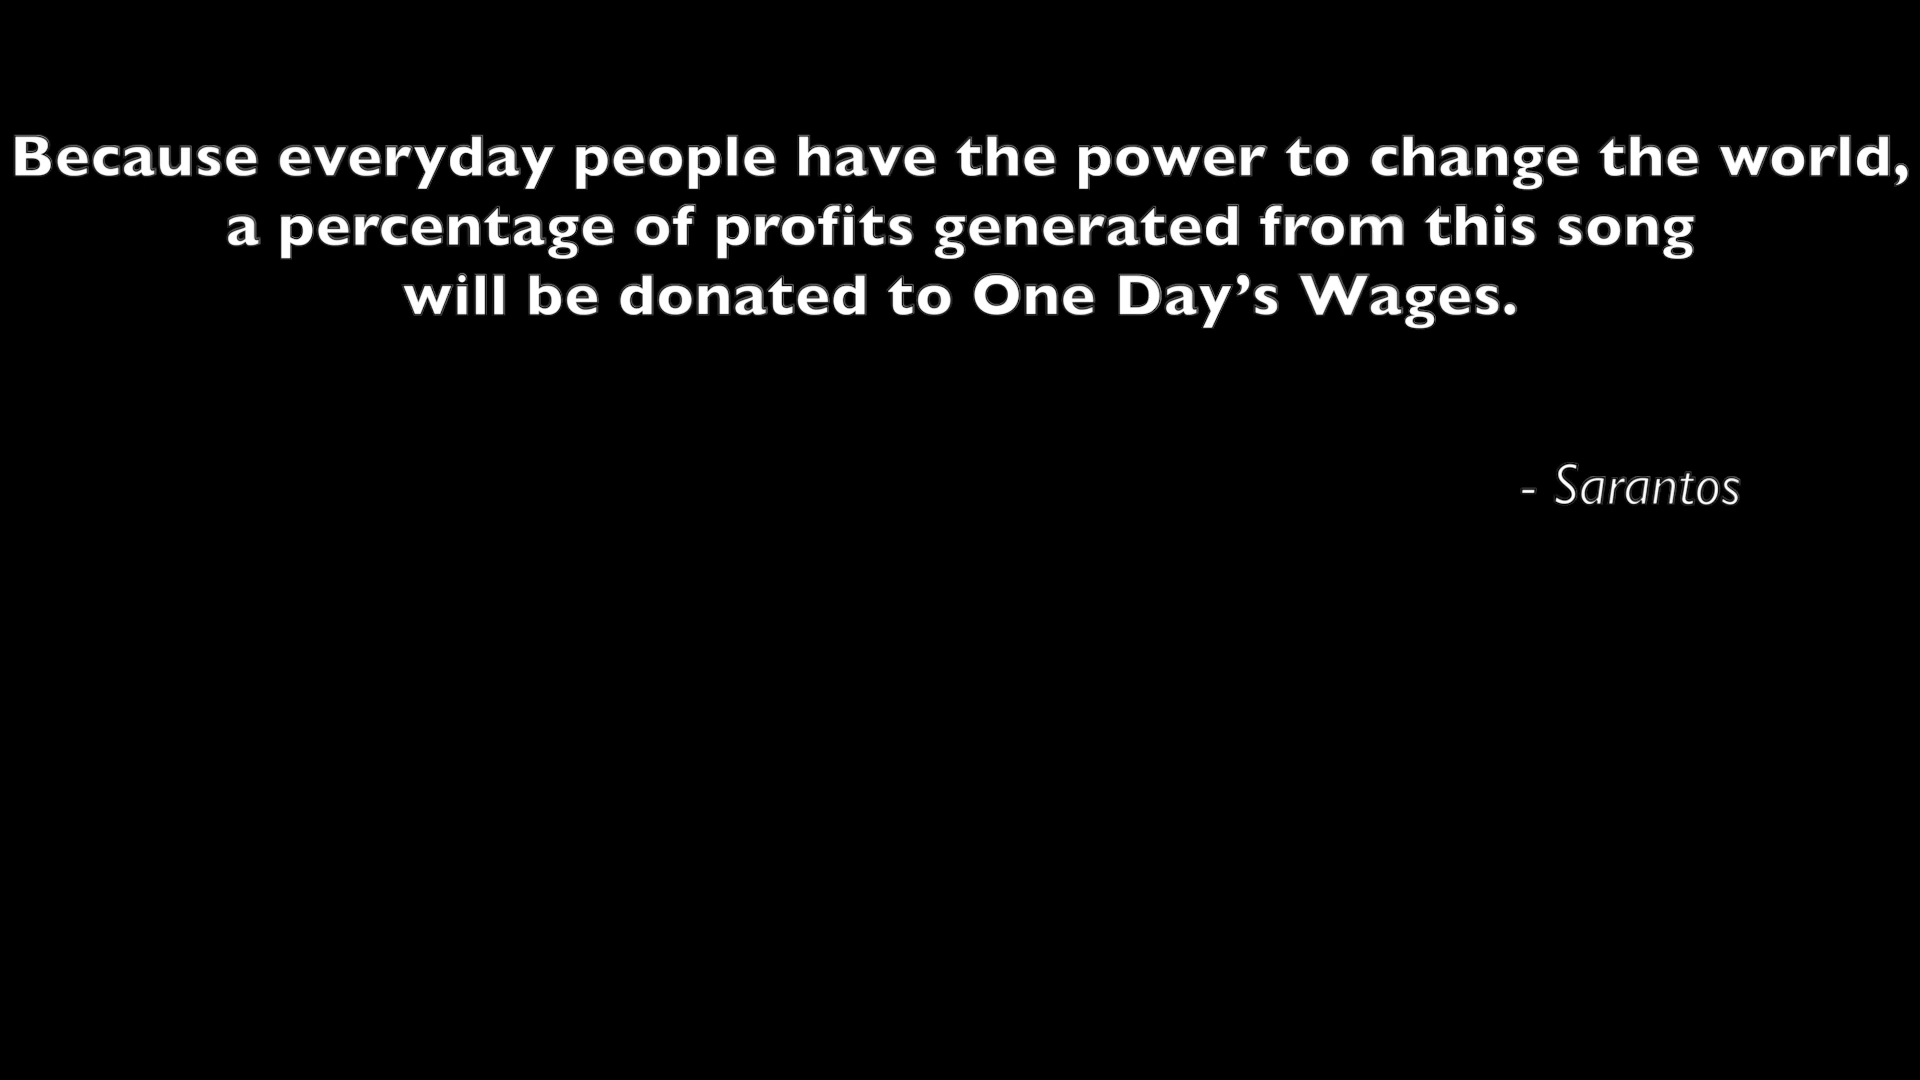 Because everyday people have the power to change the world,
a percentage of profits generated from this song
will be donated to One Day’s Wages.
- Sarantos